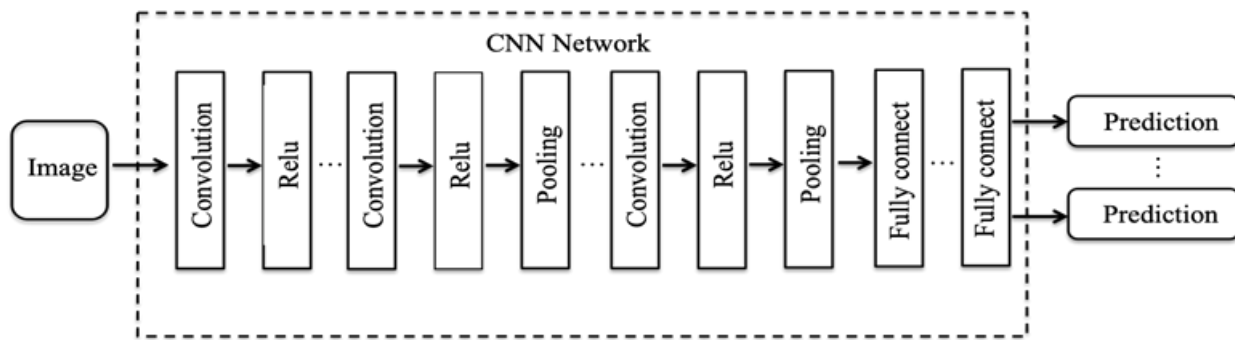 CNN Network
Image
Convolution
Relu
...
Convolution
Relu
Pooling
...
Convolution
Relu
Pooling
Fully connect
...
Fully connect
Prediction
...
Prediction